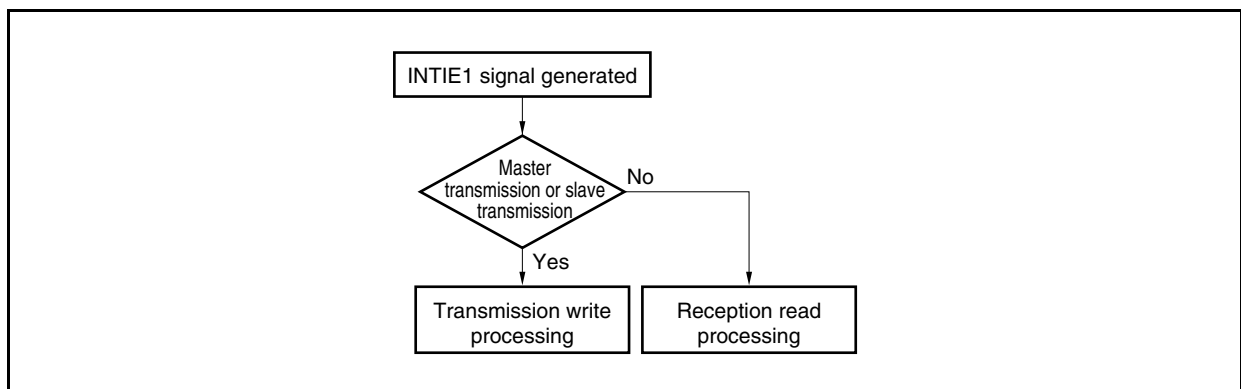 INTIE1 signal generated
Master
transmission or slave
transmission
No
Yes
Transmission write
processing
Reception read
processing